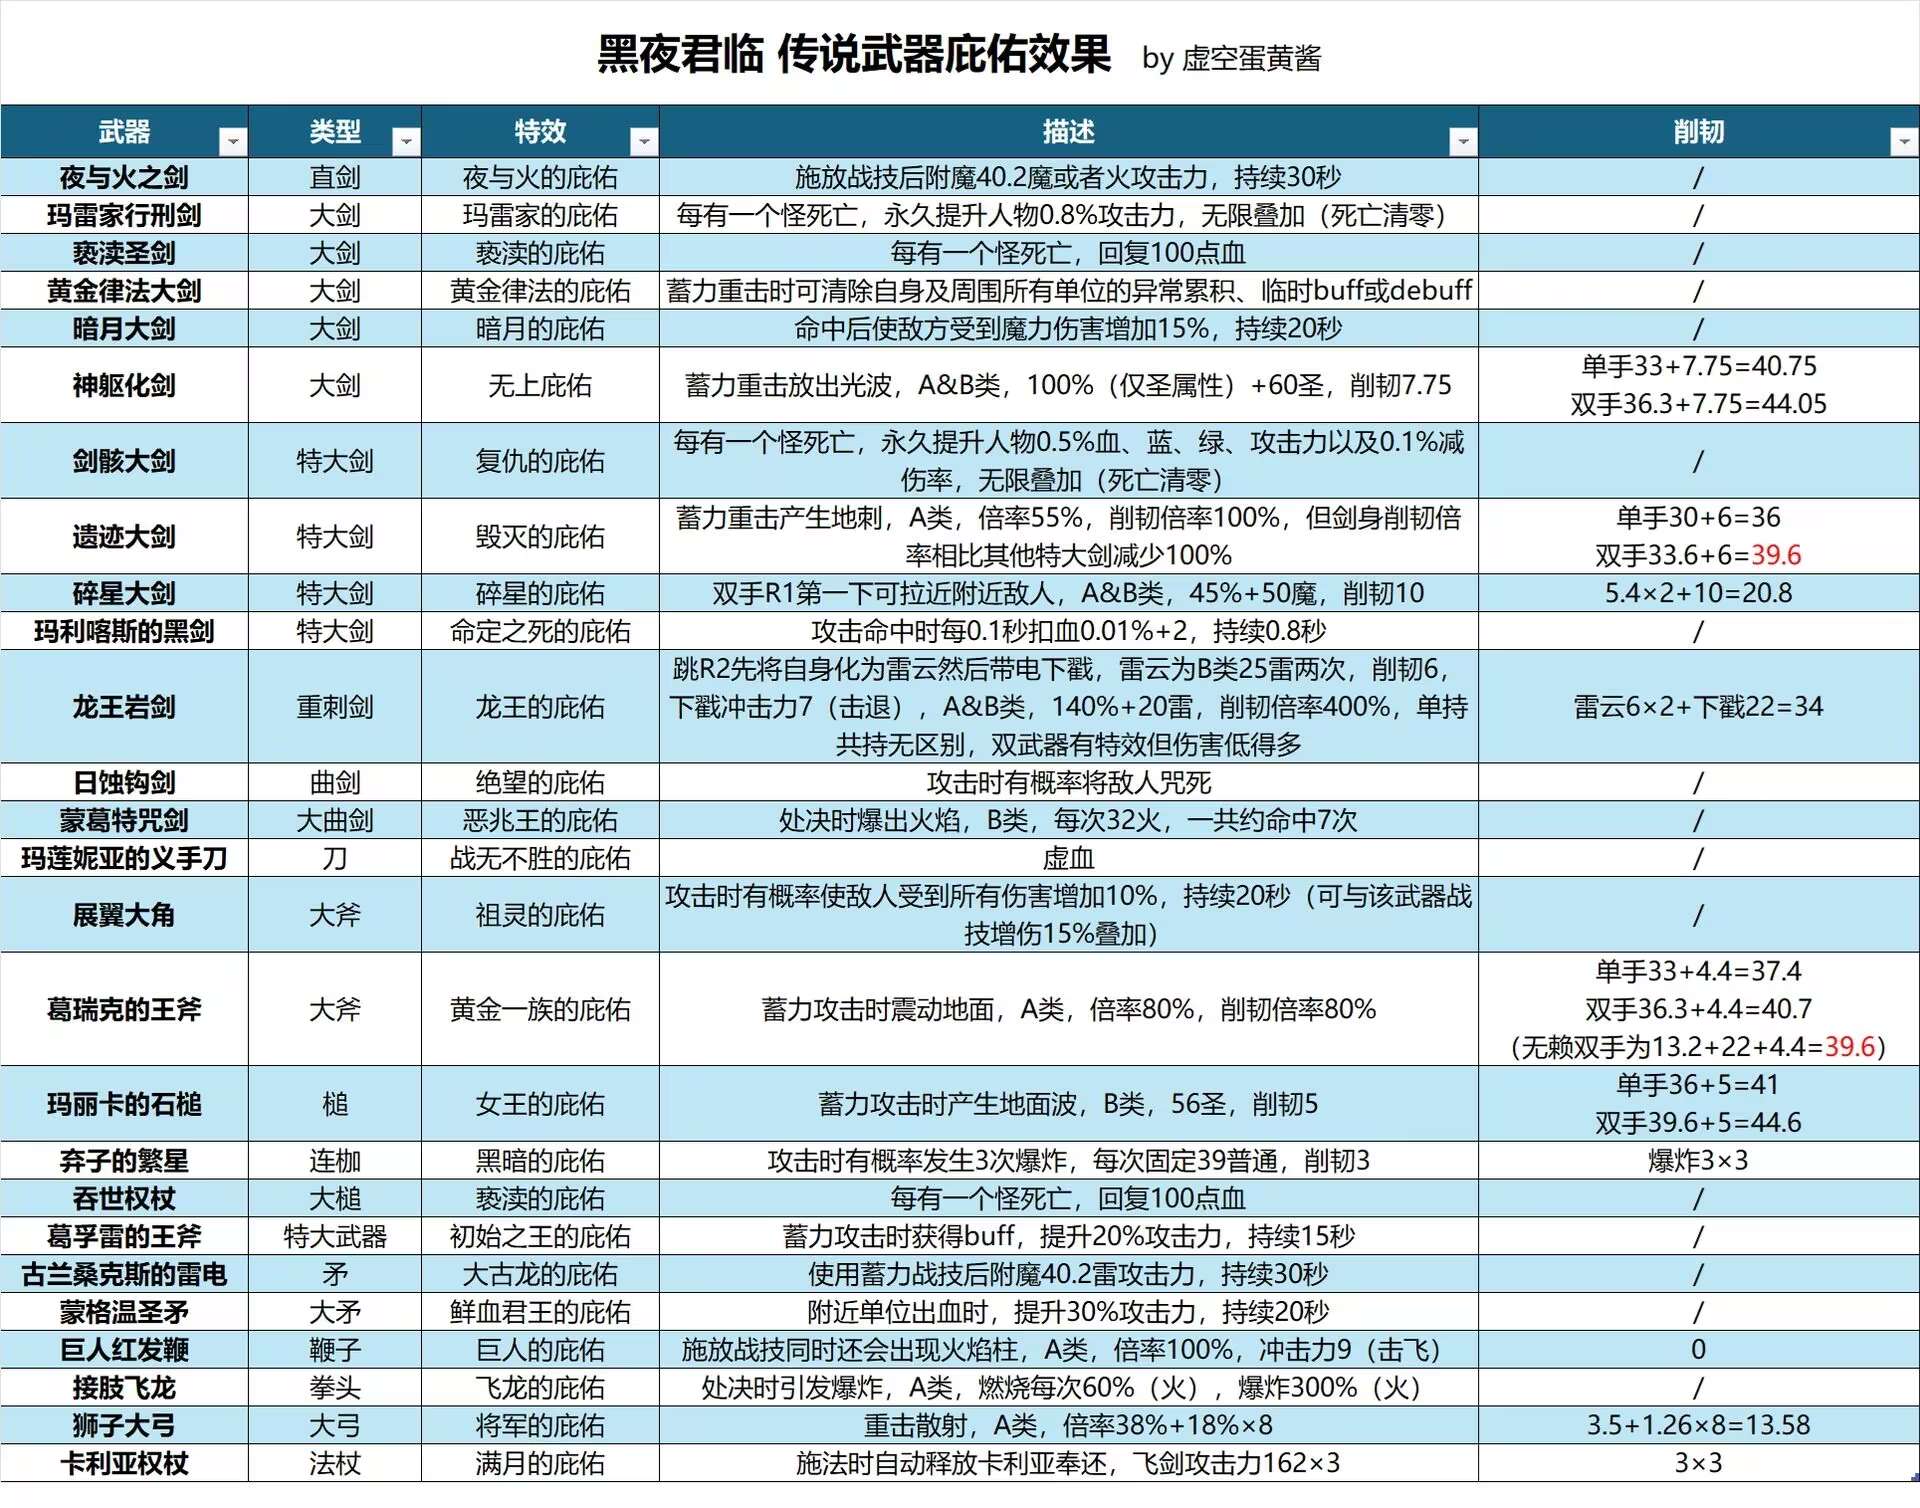 黑夜君临 传说武器庇佑效果 by 虚空蛋黄酱
武器 类型 特效 描述 削韧
夜与火之剑 直剑 夜与火的庇佑 施放战技后附魔40.2魔或者火攻击力，持续30秒 /
玛雷家行刑剑 大剑 玛雷家的庇佑 每有一个怪死亡，永久提升人物0.8%攻击力，无限叠加（死亡清零） /
亵渎圣剑 大剑 亵渎的庇佑 每有一个怪死亡，回复100点血 /
黄金律法大剑 大剑 黄金律法的庇佑 蓄力重击时可清除自身及周围所有单位的异常累积、临时buff或debuff /
暗月大剑 大剑 暗月的庇佑 命中后使敌方受到魔力伤害增加15%，持续20秒 /
神躯化剑 大剑 无上庇佑 蓄力重击放出光波，A&B类，100%（仅圣属性）+60圣，削韧7.75
单手33+7.75=40.75
双手36.3+7.75=44.05
剑骸大剑 特大剑 复仇的庇佑
每有一个怪死亡，永久提升人物0.5%血、蓝、绿、攻击力以及0.1%减
伤率，无限叠加（死亡清零）
/
遗迹大剑 特大剑 毁灭的庇佑
蓄力重击产生地刺，A类，倍率55%，削韧倍率100%，但剑身削韧倍
率相比其他特大剑减少100%
单手30+6=36
双手33.6+6=39.6
碎星大剑 特大剑 碎星的庇佑 双手R1第一下可拉近附近敌人，A&B类，45%+50魔，削韧10 5.4×2+10=20.8
玛利喀斯的黑剑 特大剑 命定之死的庇佑 攻击命中时每0.1秒扣血0.01%+2，持续0.8秒 /
龙王岩剑 重刺剑 龙王的庇佑
跳R2先将自身化为雷云然后带电下戳，雷云为B类25雷两次，削韧6，
下戳冲击力7（击退），A&B类，140%+20雷，削韧倍率400%，单持
共持无区别，双武器有特效但伤害低得多
雷云6×2+下戳22=34
日蚀钩剑 曲剑 绝望的庇佑 攻击时有概率将敌人咒死 /
蒙葛特咒剑 大曲剑 恶兆王的庇佑 处决时爆出火焰，B类，每次32火，一共约命中7次 /
玛莲妮亚的义手刀 刀 战无不胜的庇佑 虚血 /
展翼大角 大斧 祖灵的庇佑
攻击时有概率使敌人受到所有伤害增加10%，持续20秒（可与该武器战
技增伤15%叠加）
/
葛瑞克的王斧 大斧 黄金一族的庇佑 蓄力攻击时震动地面，A类，倍率80%，削韧倍率80%
单手33+4.4=37.4
双手36.3+4.4=40.7
（无赖双手为13.2+22+4.4=39.6）
玛丽卡的石槌 槌 女王的庇佑 蓄力攻击时产生地面波，B类，56圣，削韧5
单手36+5=41
双手39.6+5=44.6
弃子的繁星 连枷 黑暗的庇佑 攻击时有概率发生3次爆炸，每次固定39普通，削韧3 爆炸3×3
吞世权杖 大槌 亵渎的庇佑 每有一个怪死亡，回复100点血 /
葛孚雷的王斧 特大武器 初始之王的庇佑 蓄力攻击时获得buff，提升20%攻击力，持续15秒 /
古兰桑克斯的雷电 矛 大古龙的庇佑 使用蓄力战技后附魔40.2雷攻击力，持续30秒 /
蒙格温圣矛 大矛 鲜血君王的庇佑 附近单位出血时，提升30%攻击力，持续20秒 /
巨人红发鞭 鞭子 巨人的庇佑 施放战技同时还会出现火焰柱，A类，倍率100%，冲击力9（击飞） 0
接肢飞龙 拳头 飞龙的庇佑 处决时引发爆炸，A类，燃烧每次60%（火），爆炸300%（火） /
狮子大弓 大弓 将军的庇佑 重击散射，A类，倍率38%+18%×8 3.5+1.26×8=13.58
卡利亚权杖 法杖 满月的庇佑 施法时自动释放卡利亚奉还，飞剑攻击力162×3 3×3